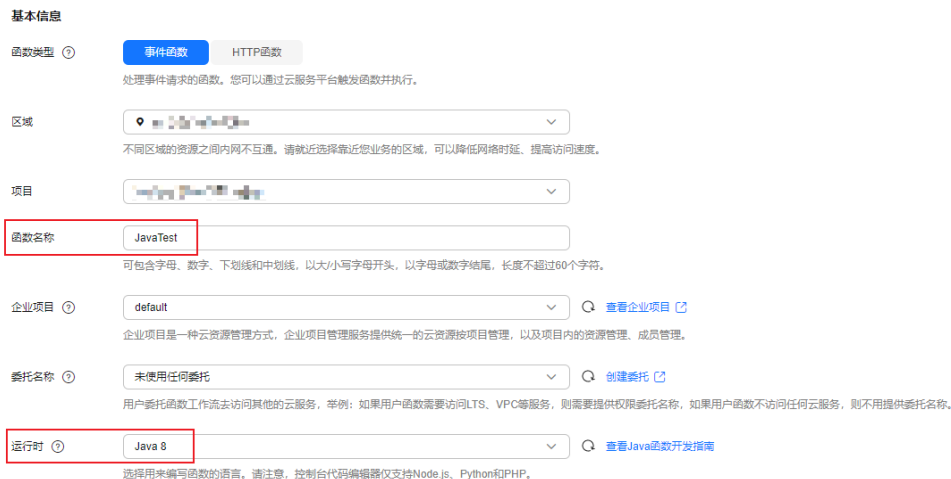 基本信息
函数类型 ? 事件函数 HTTP函数
处理事件请求的函数。您可以通过云服务平台触发函数并执行。
区域
不同区域的资源之间内网不互通。请就近选择靠近您业务的区域，可以降低网络时延、提高访问速度。
项目
函数名称 JavaTest
可包含字母、数字、下划线和中划线，以大/小写字母开头，以字母或数字结尾，长度不超过60个字符。
企业项目 ? default 查看企业项目
企业项目是一种云资源管理方式，企业项目管理服务提供统一的云资源按项目管理，以及项目内的资源管理、成员管理。
委托名称 ? 未使用任何委托 创建委托
用户委托函数工作流去访问其他的云服务，举例：如果用户函数需要访问LTS、VPC等服务，则需要提供权限委托名称，如果用户函数不访问任何云服务，则不用提供委托名称。
运行时 ? Java 8 查看Java函数开发指南
选择用来编写函数的语言。请注意，控制台代码编辑器仅支持Node.js、Python和PHP。